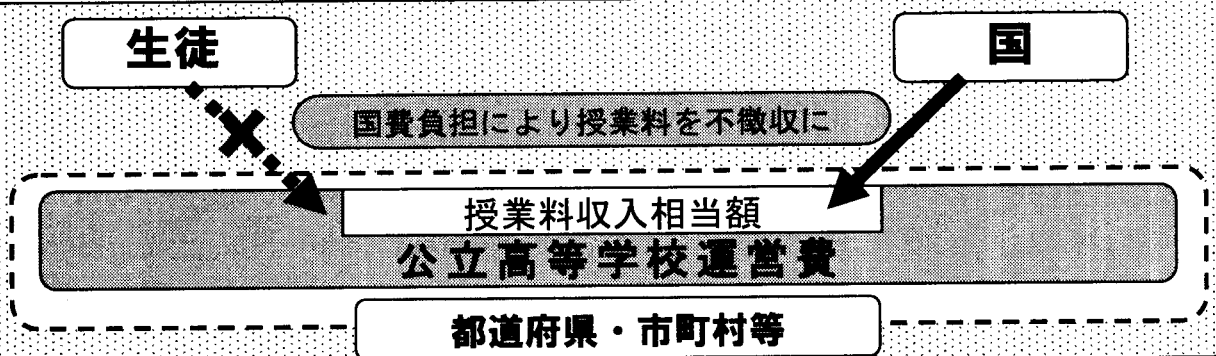 生徒
国
国費負担により授業料を不徴収に
授業料収入相当額
公立高等学校運営費
都道府県・市町村等